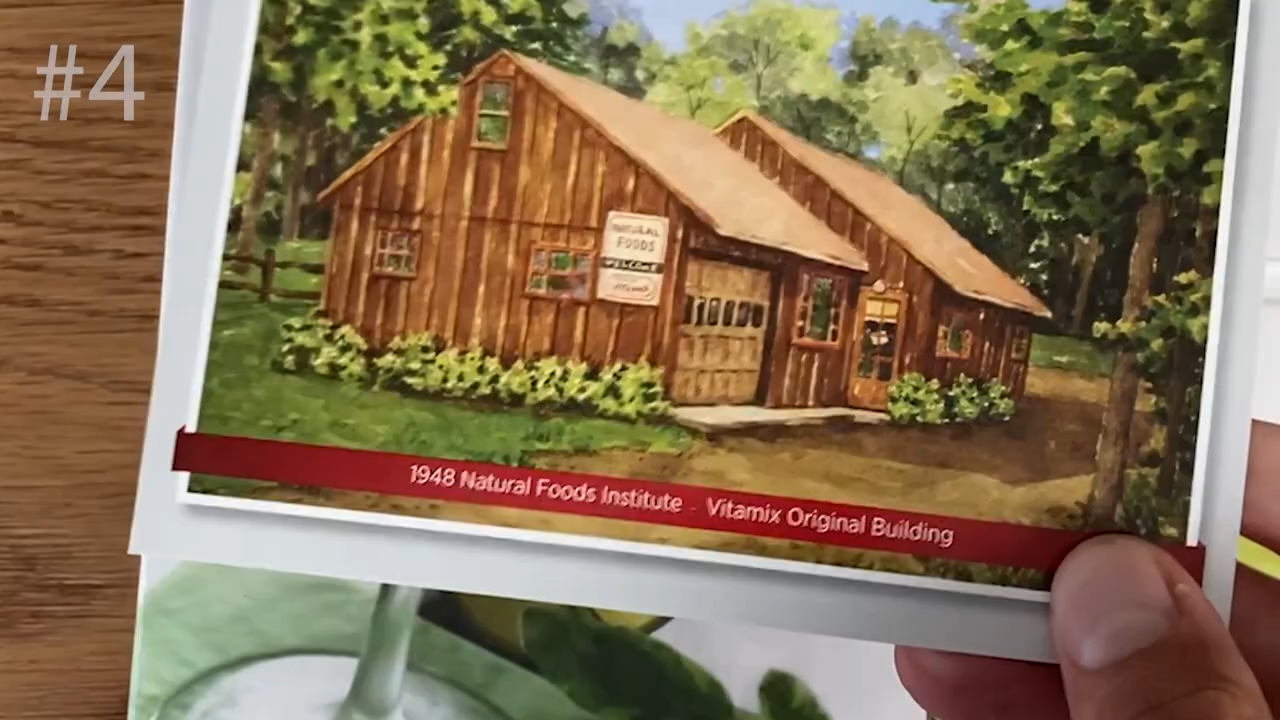 #4
NATURAL
FOODS
WELCOME
1948 Natural Foods Institute - Vitamix Original Building